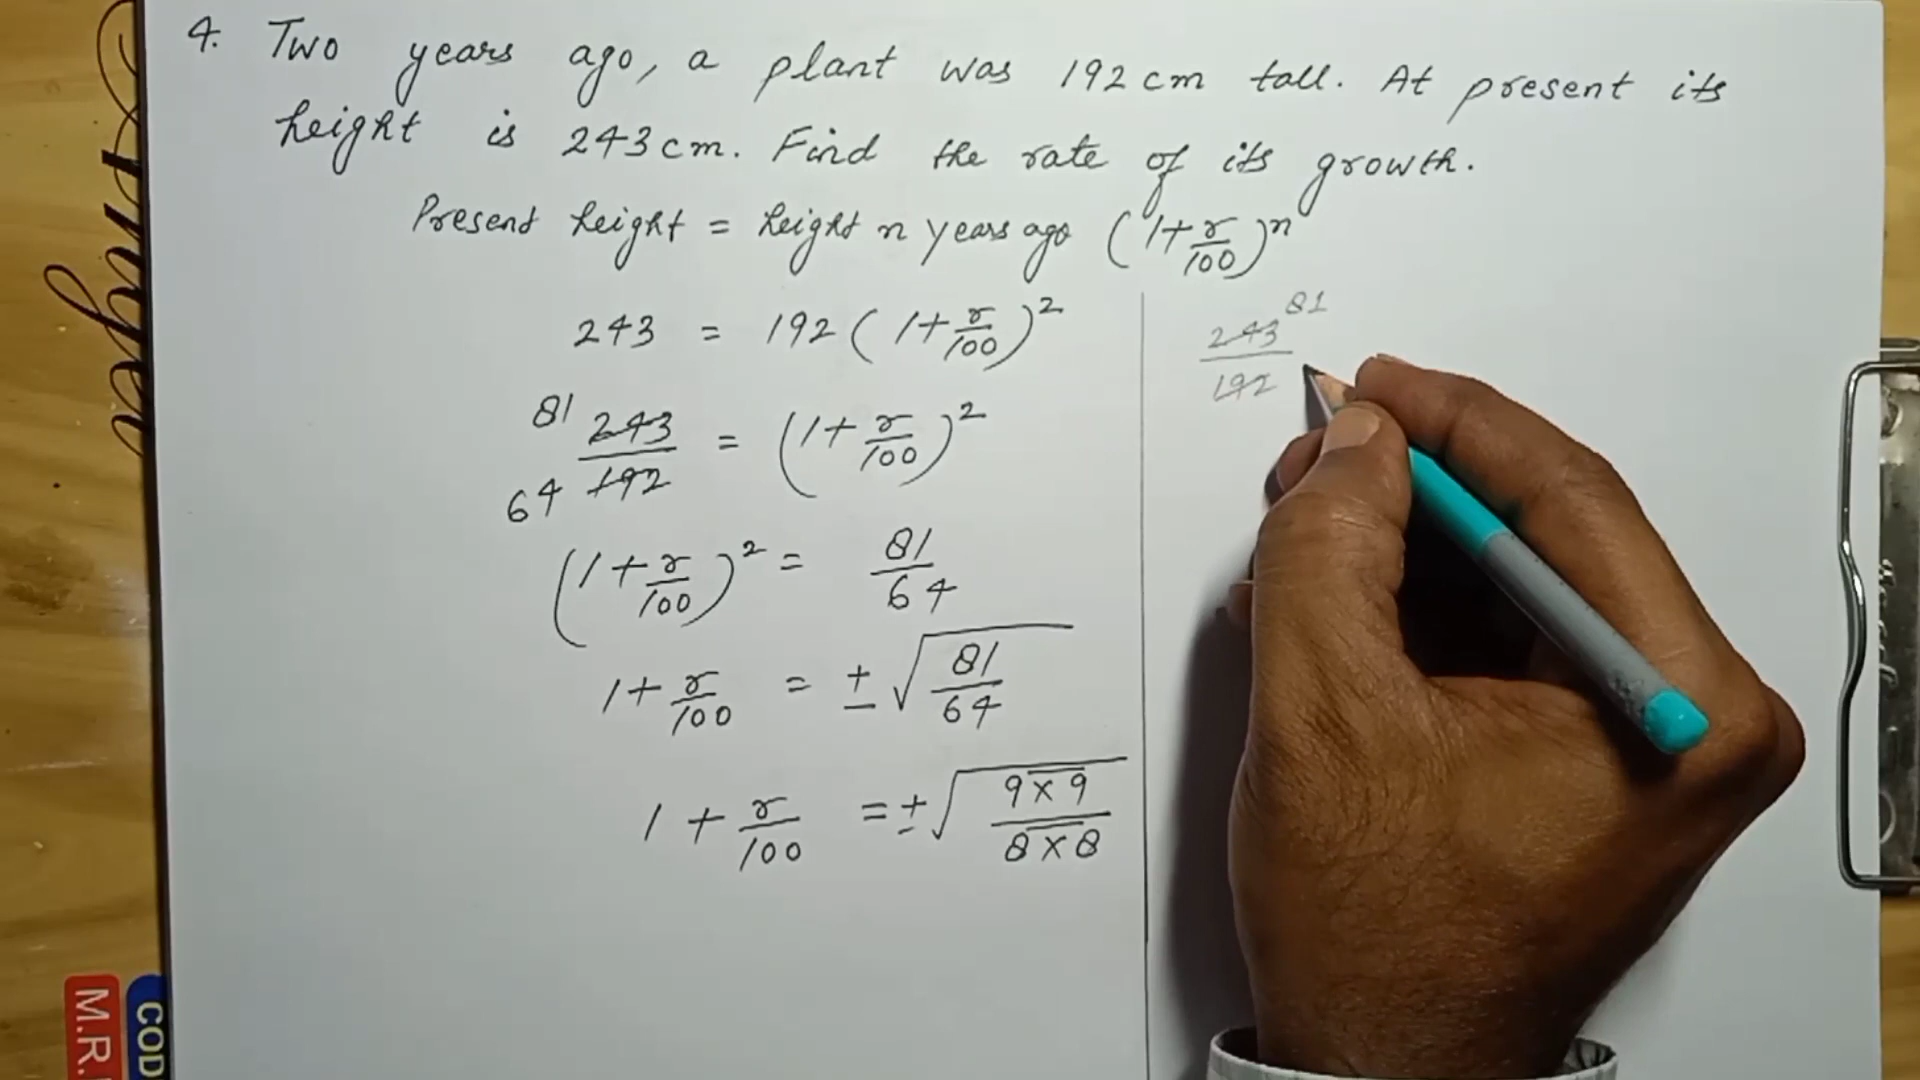 4. Two years ago, a plant was 192 cm tall. At present its
height is 243 cm. Find the rate of its growth.
Present height = height n years ago (1 + r/100)^n
243 = 192 (1 + r/100)^2
81 243/192 64 = (1 + r/100)^2
(1 + r/100)^2 = 81/64
1 + r/100 = ± √(81/64)
1 + r/100 = ± √(9×9/8×8)
243 81
192
M.R.
COD